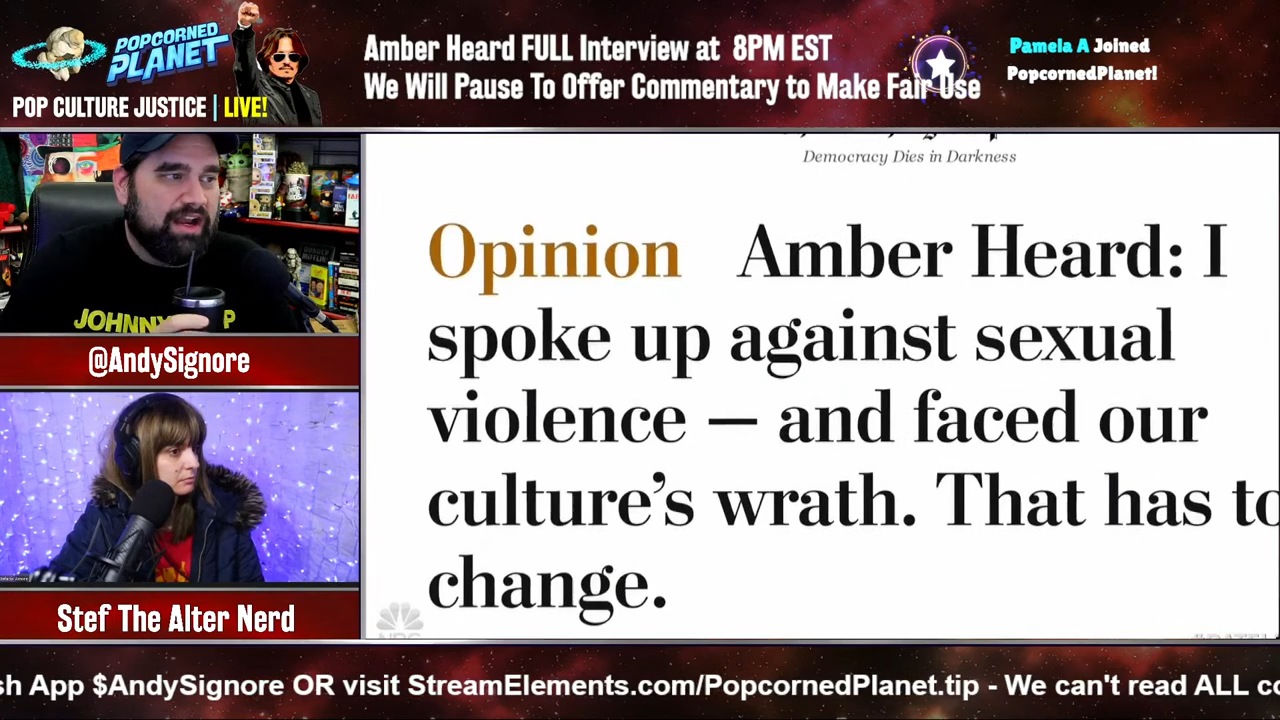 POPCORNED
PLANET
POP CULTURE JUSTICE | LIVE!
Amber Heard FULL Interview at 8PM EST
We Will Pause To Offer Commentary to Make Fair Use
Pamela A Joined
PopcornedPlanet!
Democracy Dies in Darkness
Opinion Amber Heard: I
spoke up against sexual
violence — and faced our
culture’s wrath. That has to
change.
JOHNNY P
@AndySignore
Stef The Alter Nerd
NBC
sh App $AndySignore OR visit StreamElements.com/PopcornedPlanet.tip - We can't read ALL co